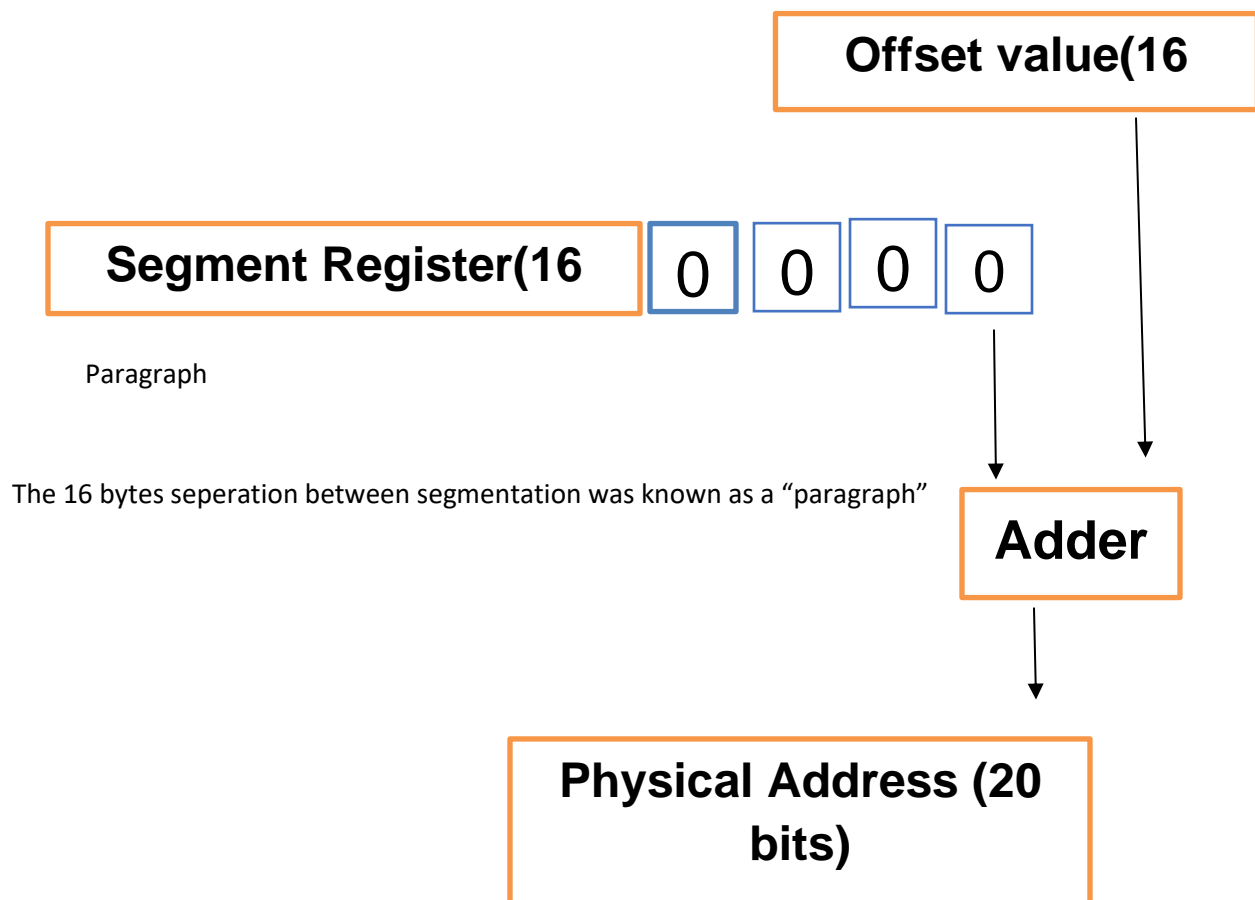 Offset value(16
Segment Register(16
0 0 0 0
Paragraph
The 16 bytes seperation between segmentation was known as a “paragraph”
Adder
Physical Address (20
bits)